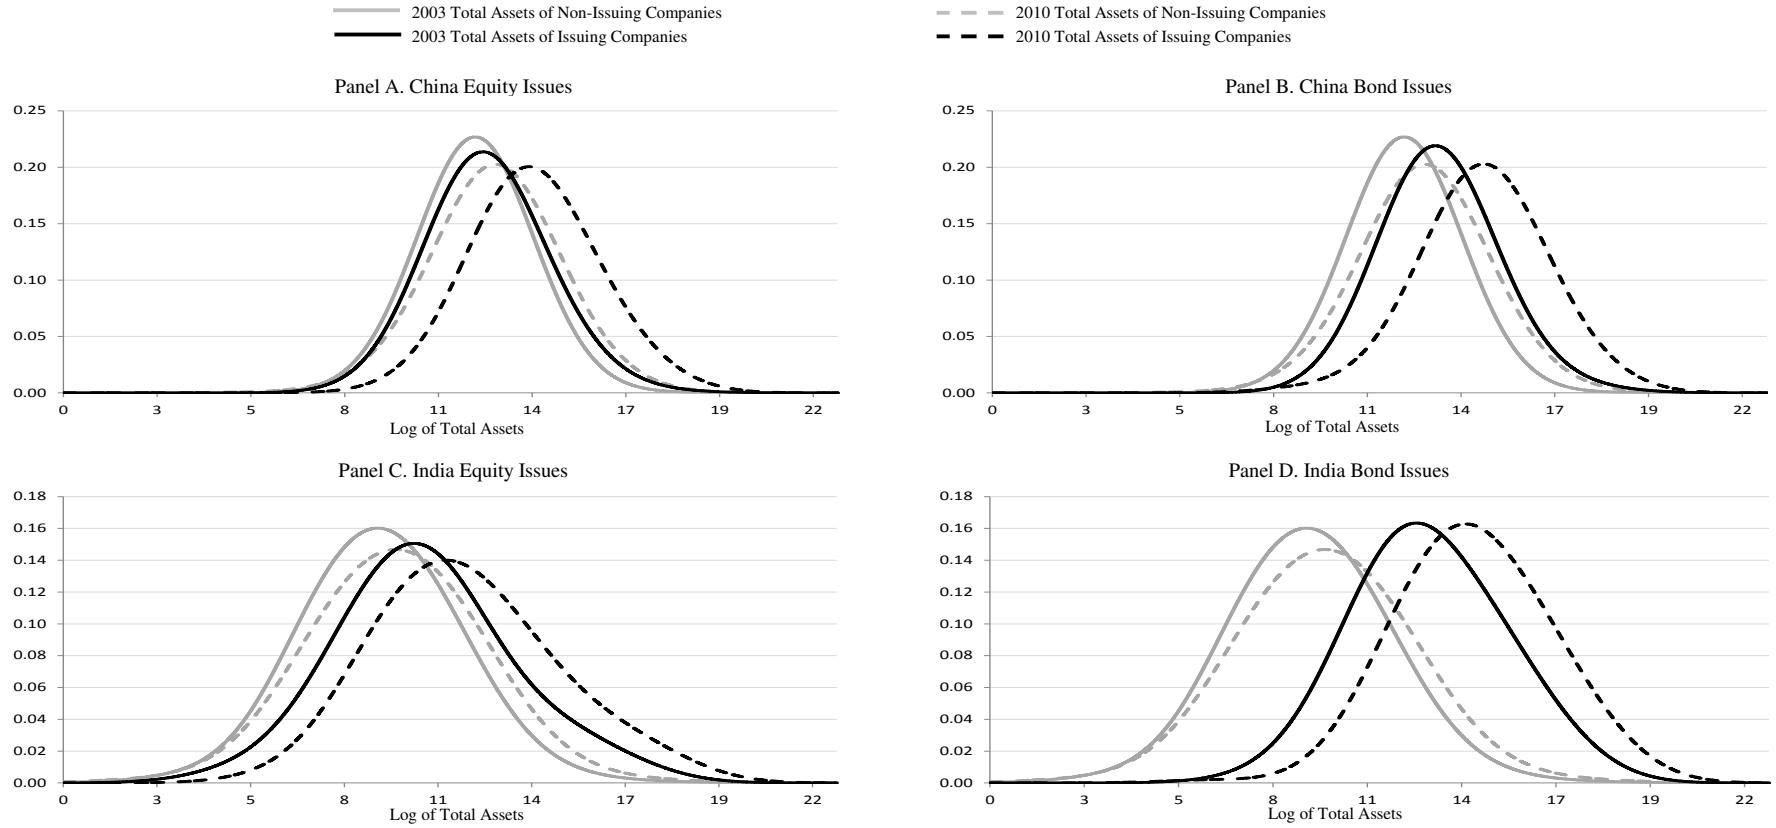 2003 Total Assets of Non-Issuing Companies
2010 Total Assets of Non-Issuing Companies
2003 Total Assets of Issuing Companies
2010 Total Assets of Issuing Companies
Panel A. China Equity Issues
0.25
0.20
0.15
0.10
0.05
0.00
0 3 5 8 11 14 17 19 22
Log of Total Assets
Panel B. China Bond Issues
0.25
0.20
0.15
0.10
0.05
0.00
0 3 5 8 11 14 17 19 22
Log of Total Assets
Panel C. India Equity Issues
0.18
0.16
0.14
0.12
0.10
0.08
0.06
0.04
0.02
0.00
0 3 5 8 11 14 17 19 22
Log of Total Assets
Panel D. India Bond Issues
0.18
0.16
0.14
0.12
0.10
0.08
0.06
0.04
0.02
0.00
0 3 5 8 11 14 17 19 22
Log of Total Assets